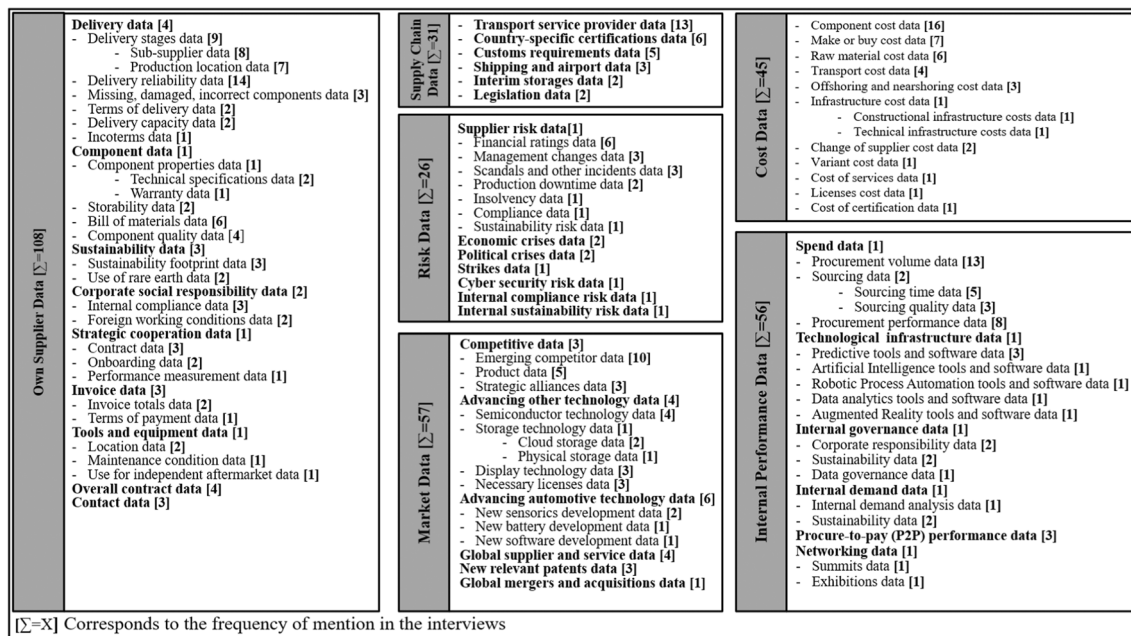 Own Supplier Data [∑=108]
Delivery data [4]
- Delivery stages data [9]
- Sub-supplier data [8]
- Production location data [7]
- Delivery reliability data [14]
- Missing, damaged, incorrect components data [3]
- Terms of delivery data [2]
- Delivery capacity data [2]
- Incoterms data [1]
Component data [1]
- Component properties data [1]
- Technical specifications data [2]
- Warranty data [1]
- Storability data [2]
- Bill of materials data [6]
- Component quality data [4]
Sustainability data [3]
- Sustainability footprint data [3]
- Use of rare earth data [2]
Corporate social responsibility data [2]
- Internal compliance data [3]
- Foreign working conditions data [2]
Strategic cooperation data [1]
- Contract data [3]
- Onboarding data [2]
- Performance measurement data [1]
Invoice data [3]
- Invoice totals data [2]
- Terms of payment data [1]
Tools and equipment data [1]
- Location data [2]
- Maintenance condition data [1]
- Use for independent aftermarket data [1]
Overall contract data [4]
Contact data [3]
Supply Chain
Data [∑=31]
- Transport service provider data [13]
- Country-specific certifications data [6]
- Customs requirements data [5]
- Shipping and airport data [3]
- Interim storages data [2]
- Legislation data [2]
Risk Data [∑=26]
Supplier risk data[1]
- Financial ratings data [6]
- Management changes data [3]
- Scandals and other incidents data [3]
- Production downtime data [2]
- Insolvency data [1]
- Compliance data [1]
- Sustainability risk data [1]
Economic crises data [2]
Political crises data [2]
Strikes data [1]
Cyber security risk data [1]
Internal compliance risk data [1]
Internal sustainability risk data [1]
Market Data [∑=57]
Competitive data [3]
- Emerging competitor data [10]
- Product data [5]
- Strategic alliances data [3]
Advancing other technology data [4]
- Semiconductor technology data [4]
- Storage technology data [1]
- Cloud storage data [2]
- Physical storage data [1]
- Display technology data [3]
- Necessary licenses data [3]
Advancing automotive technology data [6]
- New sensorics development data [2]
- New battery development data [1]
- New software development data [1]
Global supplier and service data [4]
New relevant patents data [3]
Global mergers and acquisitions data [1]
Cost Data [∑=45]
- Component cost data [16]
- Make or buy cost data [7]
- Raw material cost data [6]
- Transport cost data [4]
- Offshoring and nearshoring cost data [3]
- Infrastructure cost data [1]
- Constructional infrastructure costs data [1]
- Technical infrastructure costs data [1]
- Change of supplier cost data [2]
- Variant cost data [1]
- Cost of services data [1]
- Licenses cost data [1]
- Cost of certification data [1]
Internal Performance Data [∑=56]
Spend data [1]
- Procurement volume data [13]
- Sourcing data [2]
- Sourcing time data [5]
- Sourcing quality data [3]
- Procurement performance data [8]
Technological infrastructure data [1]
- Predictive tools and software data [3]
- Artificial Intelligence tools and software data [1]
- Robotic Process Automation tools and software data [1]
- Data analytics tools and software data [1]
- Augmented Reality tools and software data [1]
Internal governance data [1]
- Corporate responsibility data [2]
- Sustainability data [2]
- Data governance data [1]
Internal demand data [1]
- Internal demand analysis data [1]
- Sustainability data [2]
Procure-to-pay (P2P) performance data [3]
Networking data [1]
- Summits data [1]
- Exhibitions data [1]
[∑=X] Corresponds to the frequency of mention in the interviews